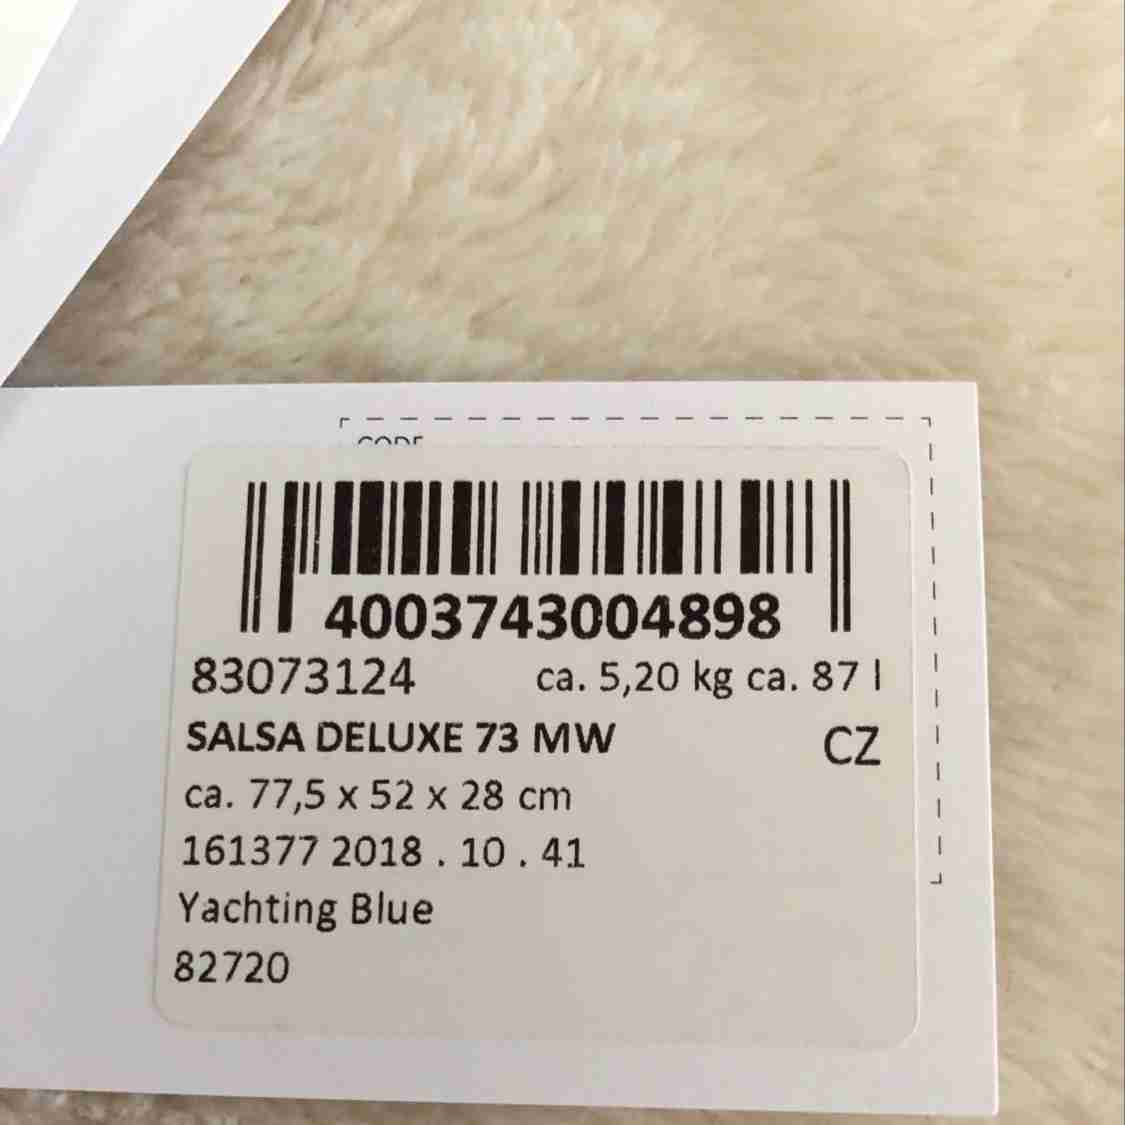 CODE
4003743004898
83073124 ca. 5,20 kg ca. 87 l
SALSA DELUXE 73 MW CZ
ca. 77,5 x 52 x 28 cm
161377 2018 . 10 . 41
Yachting Blue
82720